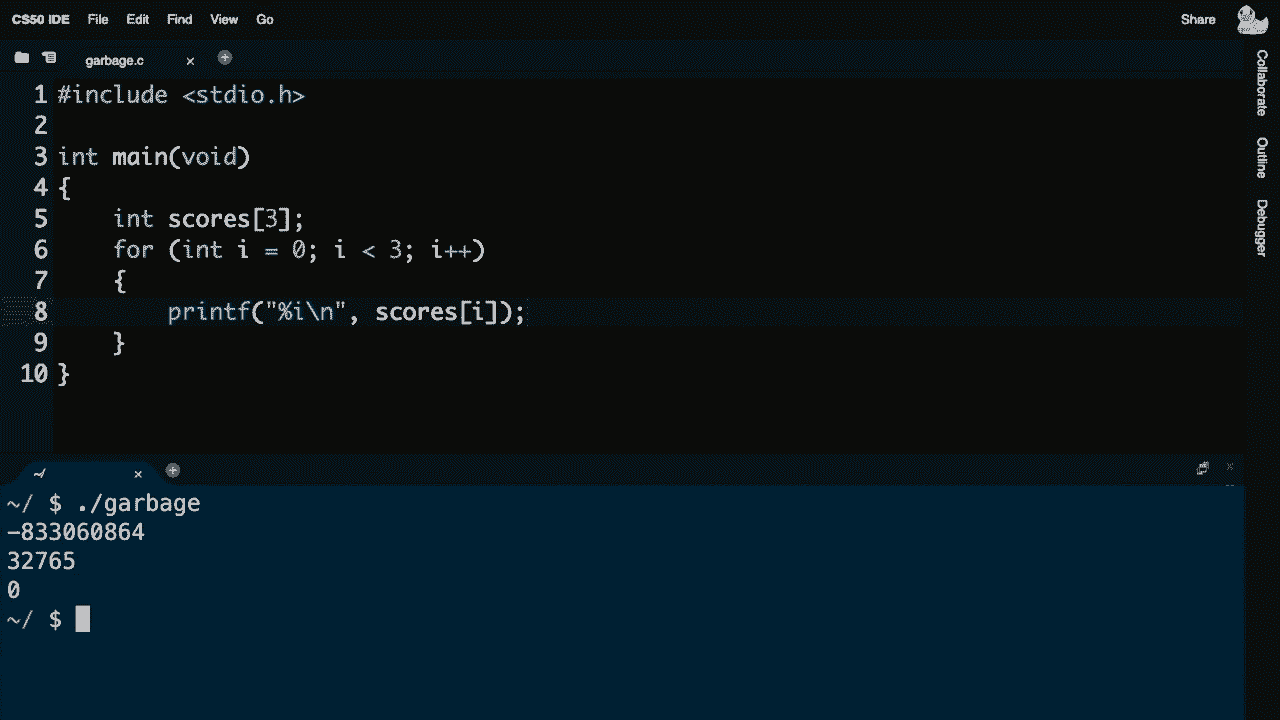 CS50 IDE File Edit Find View Go Share
garbage.c × +
Collaborate
Outline
Debugger
1 #include <stdio.h>
2
3 int main(void)
4 {
5     int scores[3];
6     for (int i = 0; i < 3; i++)
7     {
8         printf("%i\n", scores[i]);
9     }
10 }
~/ $ ./garbage
-833060864
32765
0
~/ $